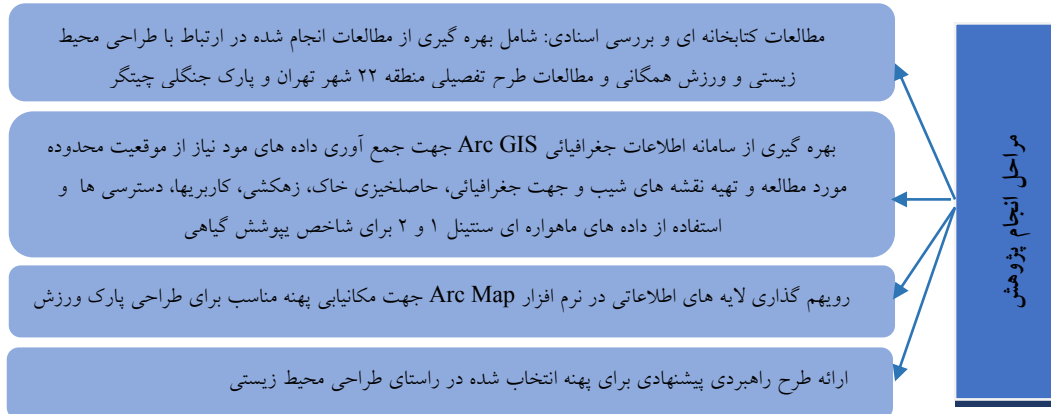 مراحل انجام پژوهش
مطالعات کتابخانه ای و بررسی اسنادی: شامل بهره گیری از مطالعات انجام شده در ارتباط با طراحی محیط
زیستی و ورزش همگانی و مطالعات طرح تفصیلی منطقه ۲۲ شهر تهران و پارک جنگلی چیتگر
بهره گیری از سامانه اطلاعات جغرافیائی Arc GIS جهت جمع آوری داده های مود نیاز از موقعیت محدوده
مورد مطالعه و تهیه نقشه های شیب و جهت جغرافیائی، حاصلخیزی خاک، زهکشی، کاربریها، دسترسی ها و
استفاده از داده های ماهواره ای سنتینل ۱ و ۲ برای شاخص یپوشش گیاهی
رویهم گذاری لایه های اطلاعاتی در نرم افزار Arc Map جهت مکانیابی پهنه مناسب برای طراحی پارک ورزش
ارائه طرح راهبردی پیشنهادی برای پهنه انتخاب شده در راستای طراحی محیط زیستی